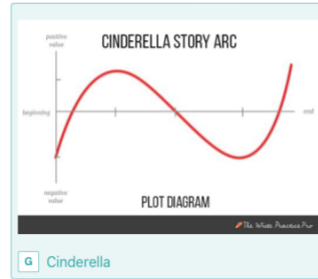 positive
value
CINDERELLA STORY ARC
beginning
end
negative
value
PLOT DIAGRAM
The Write Practice Pro
G Cinderella